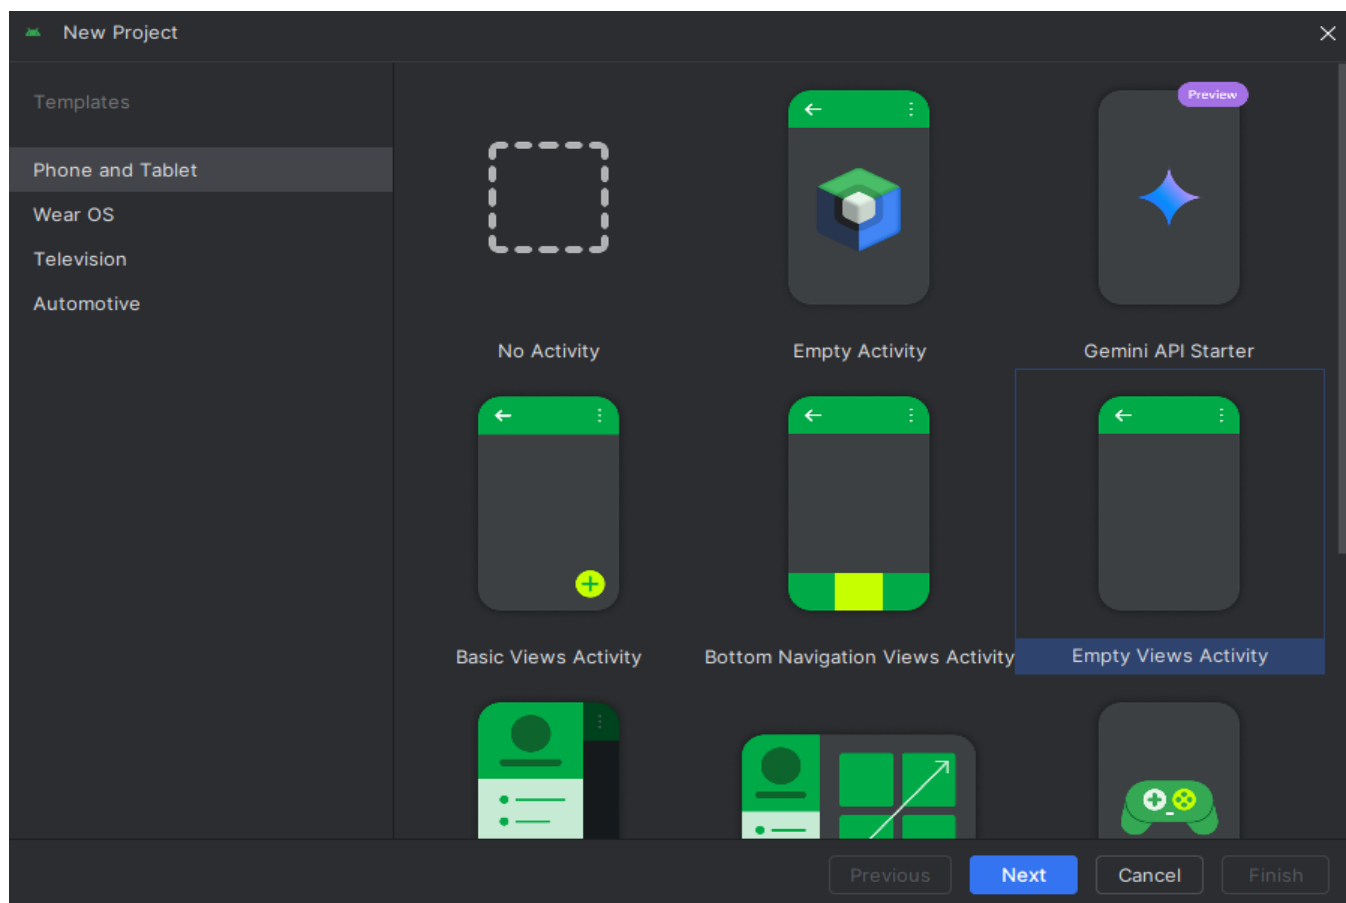 New Project
Templates
Phone and Tablet
Wear OS
Television
Automotive
Preview
No Activity
Empty Activity
Gemini API Starter
Basic Views Activity
Bottom Navigation Views Activity
Empty Views Activity
Previous
Next
Cancel
Finish